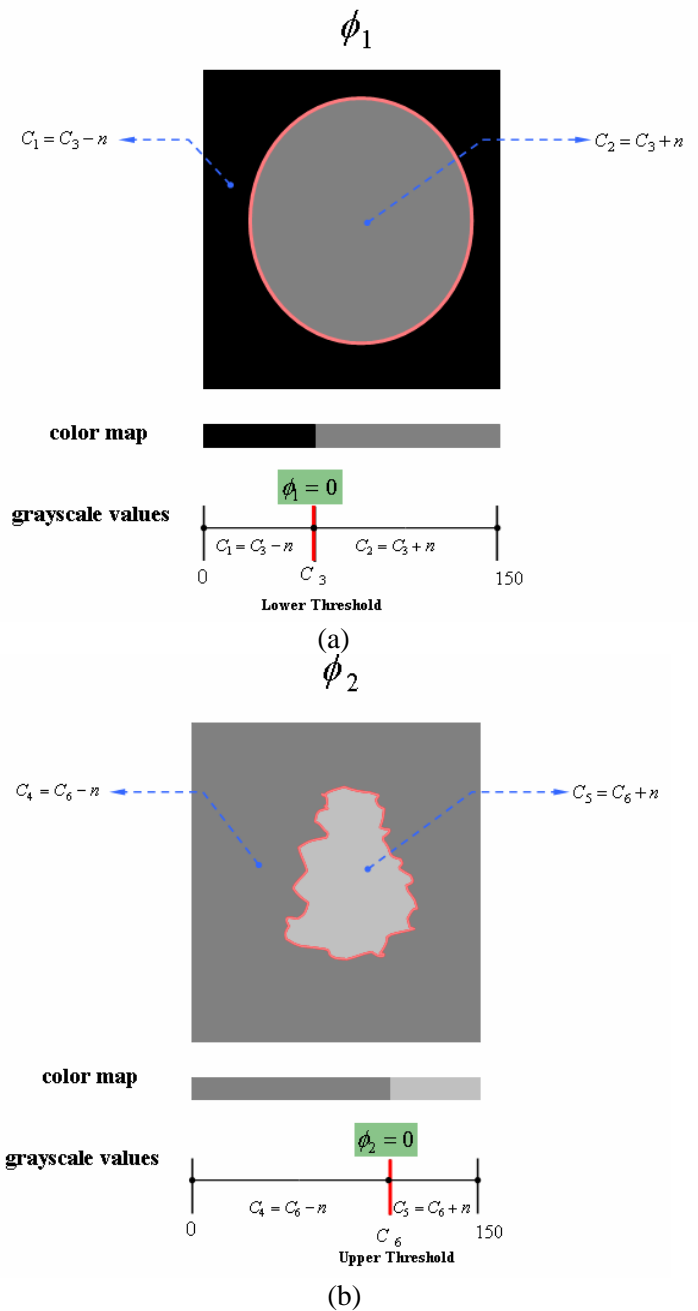 ϕ₁
C₁ = C₃ − n
C₂ = C₃ + n
color map
ϕ₁ = 0
grayscale values
C₁ = C₃ − n C₂ = C₃ + n
0 C ₃ 150
Lower Threshold
(a)
ϕ₂
C₄ = C₆ − n
C₅ = C₆ + n
color map
ϕ₂ = 0
grayscale values
C₄ = C₆ − n C₅ = C₆ + n
0 C ₆ 150
Upper Threshold
(b)